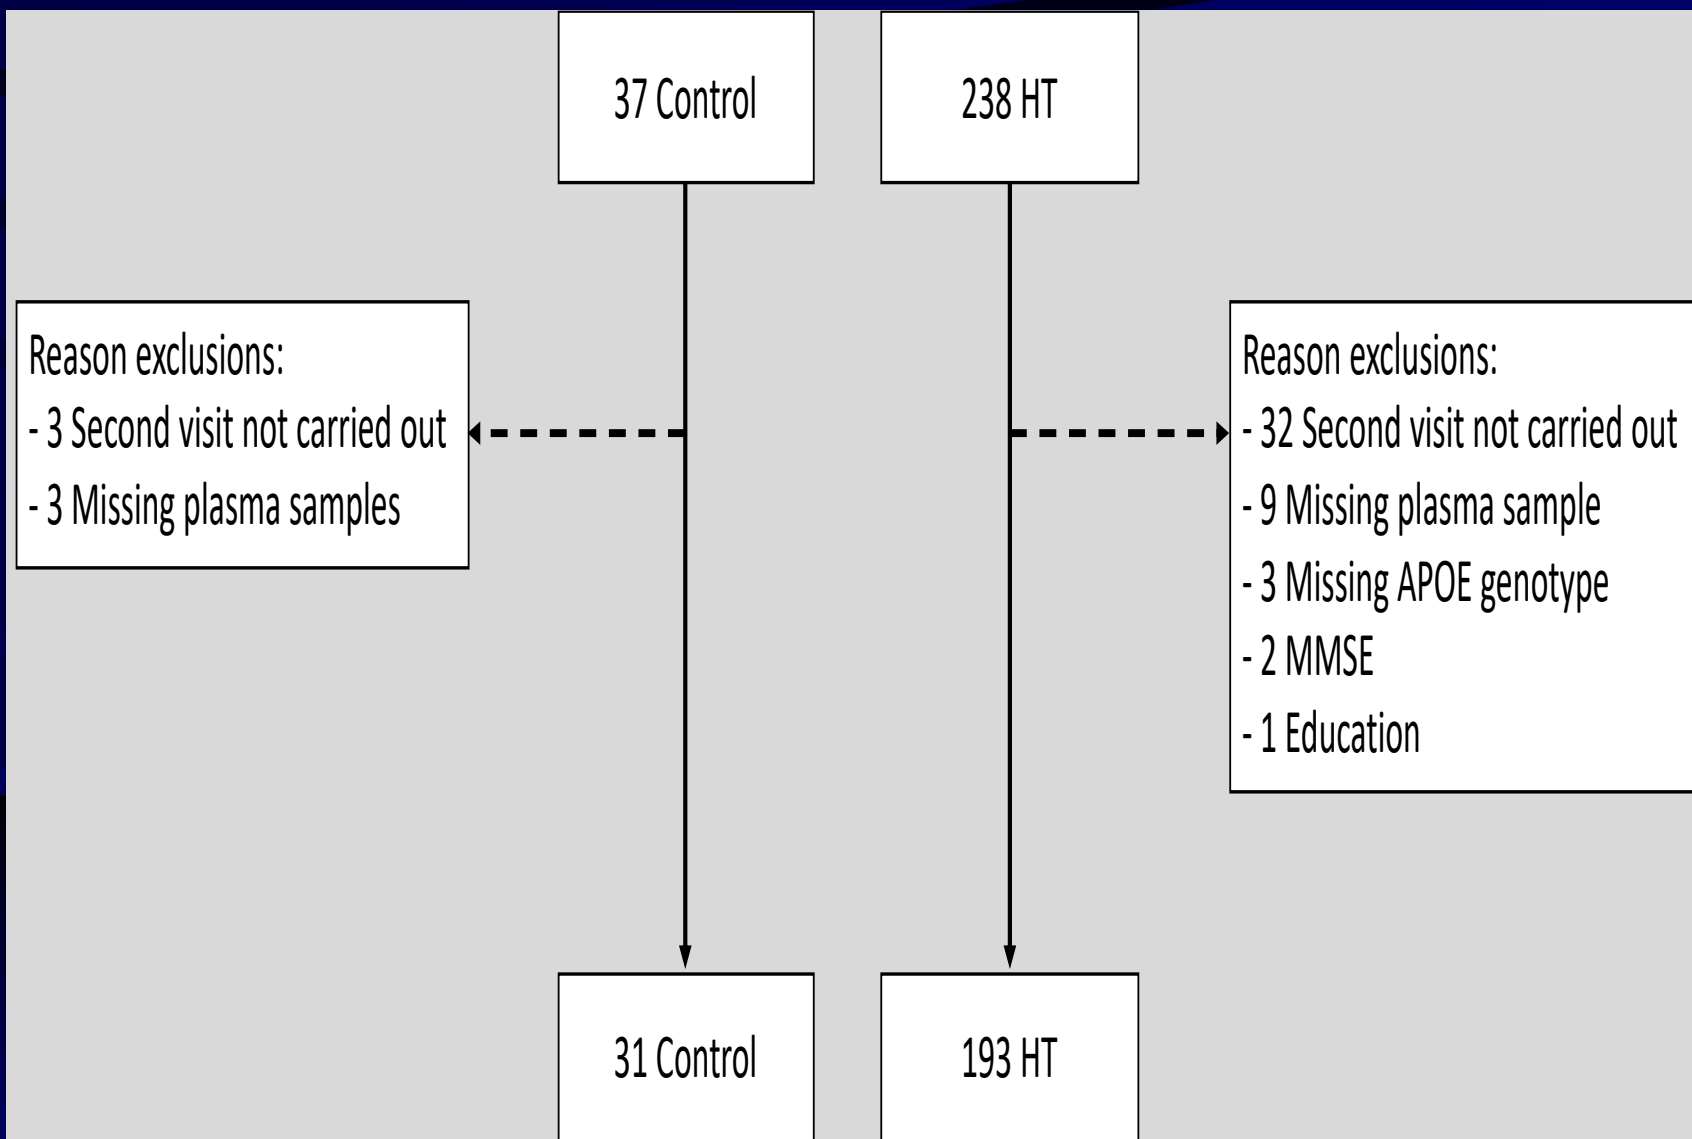 37 Control
238 HT
Reason exclusions:
- 3 Second visit not carried out
- 3 Missing plasma samples
Reason exclusions:
- 32 Second visit not carried out
- 9 Missing plasma sample
- 3 Missing APOE genotype
- 2 MMSE
- 1 Education
31 Control
193 HT